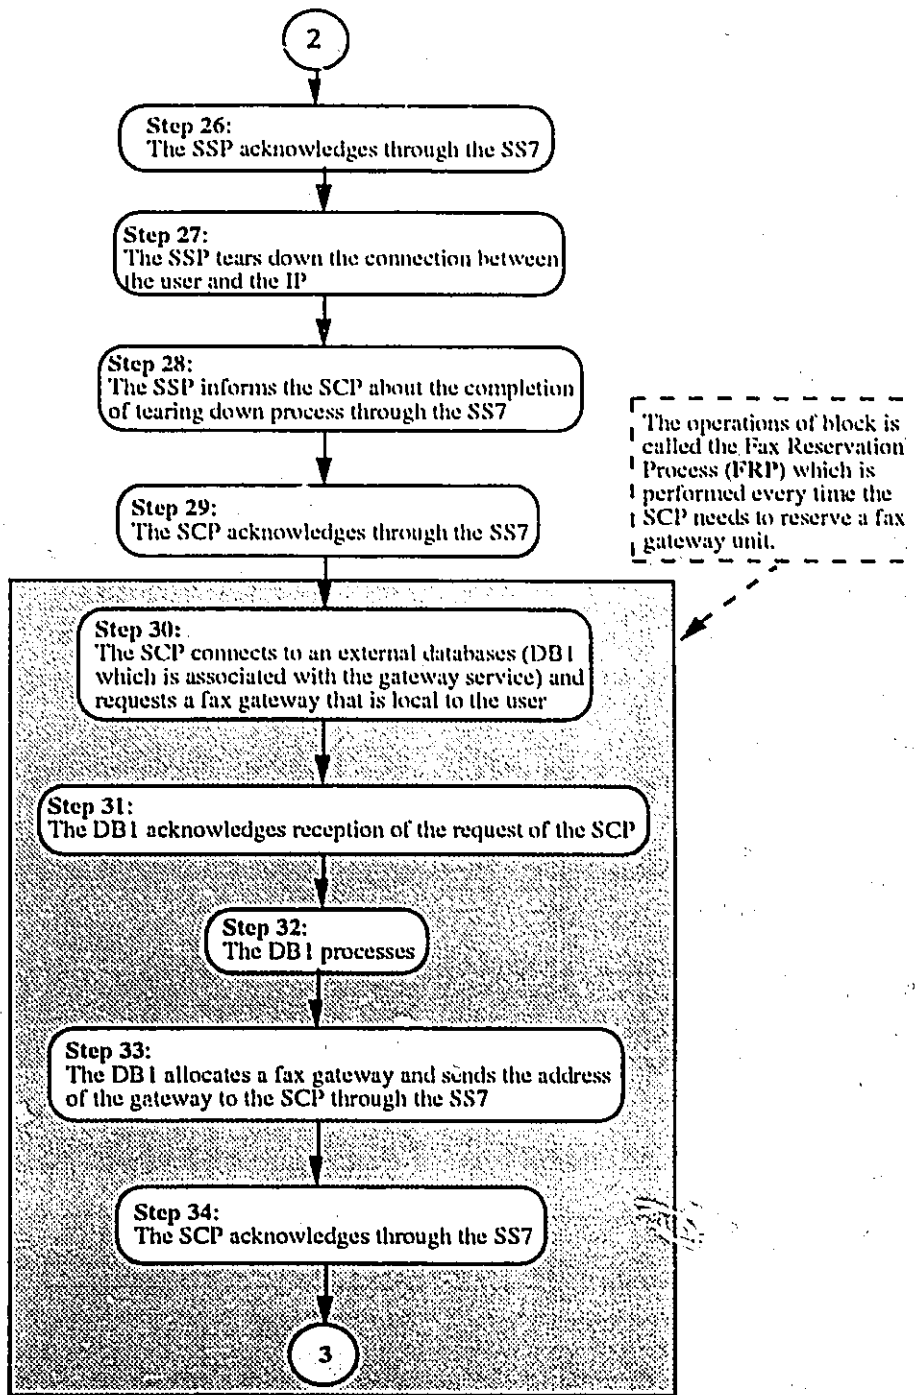 2
Step 26:
The SSP acknowledges through the SS7
Step 27:
The SSP tears down the connection between
the user and the IP
Step 28:
The SSP informs the SCP about the completion
of tearing down process through the SS7
The operations of block is
called the Fax Reservation
Process (FRP) which is
performed every time the
SCP needs to reserve a fax
gateway unit.
Step 29:
The SCP acknowledges through the SS7
Step 30:
The SCP connects to an external databases (DB1
which is associated with the gateway service) and
requests a fax gateway that is local to the user
Step 31:
The DB1 acknowledges reception of the request of the SCP
Step 32:
The DB1 processes
Step 33:
The DB1 allocates a fax gateway and sends the address
of the gateway to the SCP through the SS7
Step 34:
The SCP acknowledges through the SS7
3